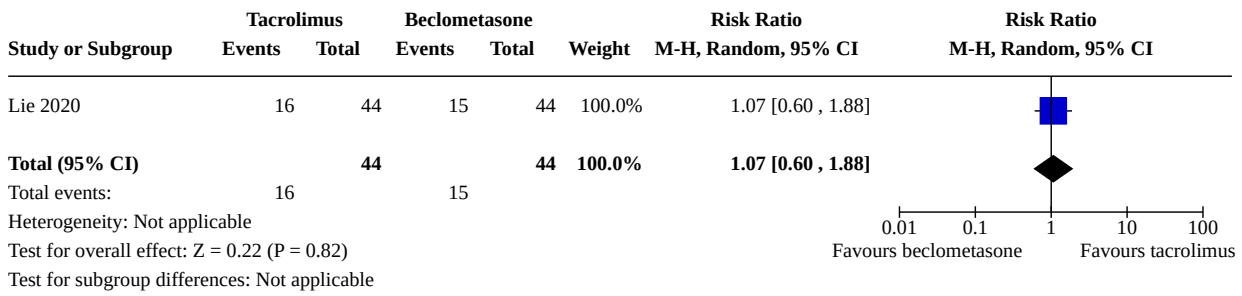 Tacrolimus Beclometasone Risk Ratio Risk Ratio
Study or Subgroup Events Total Events Total Weight M-H, Random, 95% CI M-H, Random, 95% CI
Lie 2020 16 44 15 44 100.0% 1.07 [0.60 , 1.88]
Total (95% CI) 44 44 100.0% 1.07 [0.60 , 1.88]
Total events: 16 15
Heterogeneity: Not applicable
0.01 0.1 1 10 100
Test for overall effect: Z = 0.22 (P = 0.82)
Favours beclometasone Favours tacrolimus
Test for subgroup differences: Not applicable